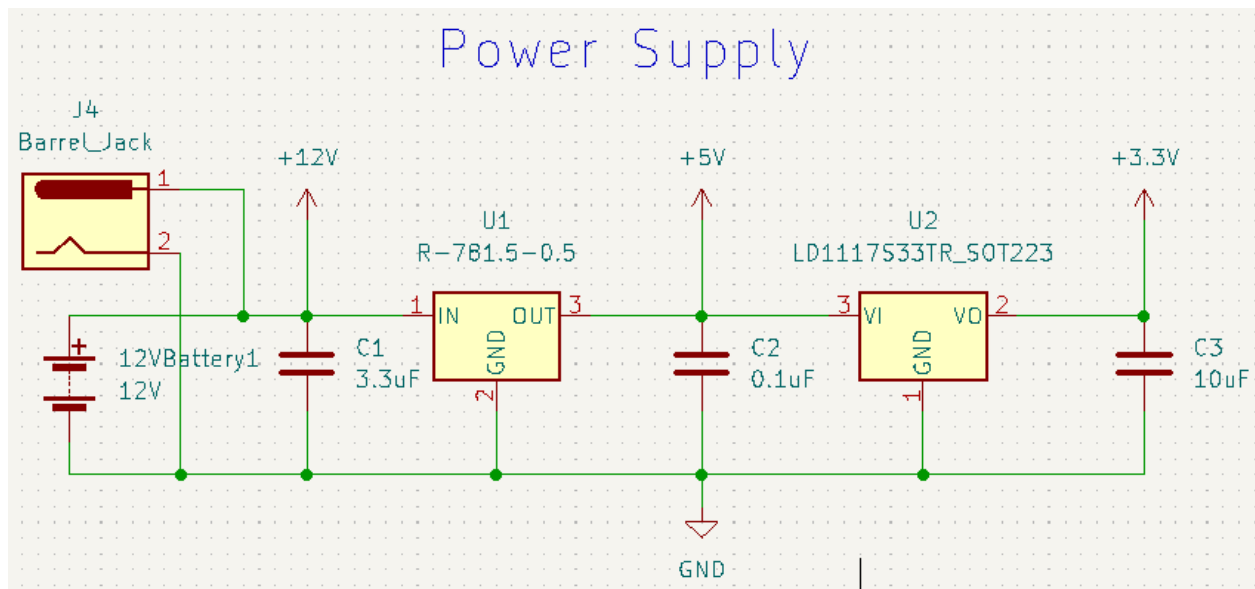 Power Supply
J4
Barrel_Jack
1
2
+12V
+5V
+3.3V
U1
R-781.5-0.5
U2
LD1117S33TR_SOT223
1
IN
OUT
3
GND
2
3
VI
VO
2
GND
1
+
12VBattery1
12V
C1
3.3uF
C2
0.1uF
C3
10uF
GND